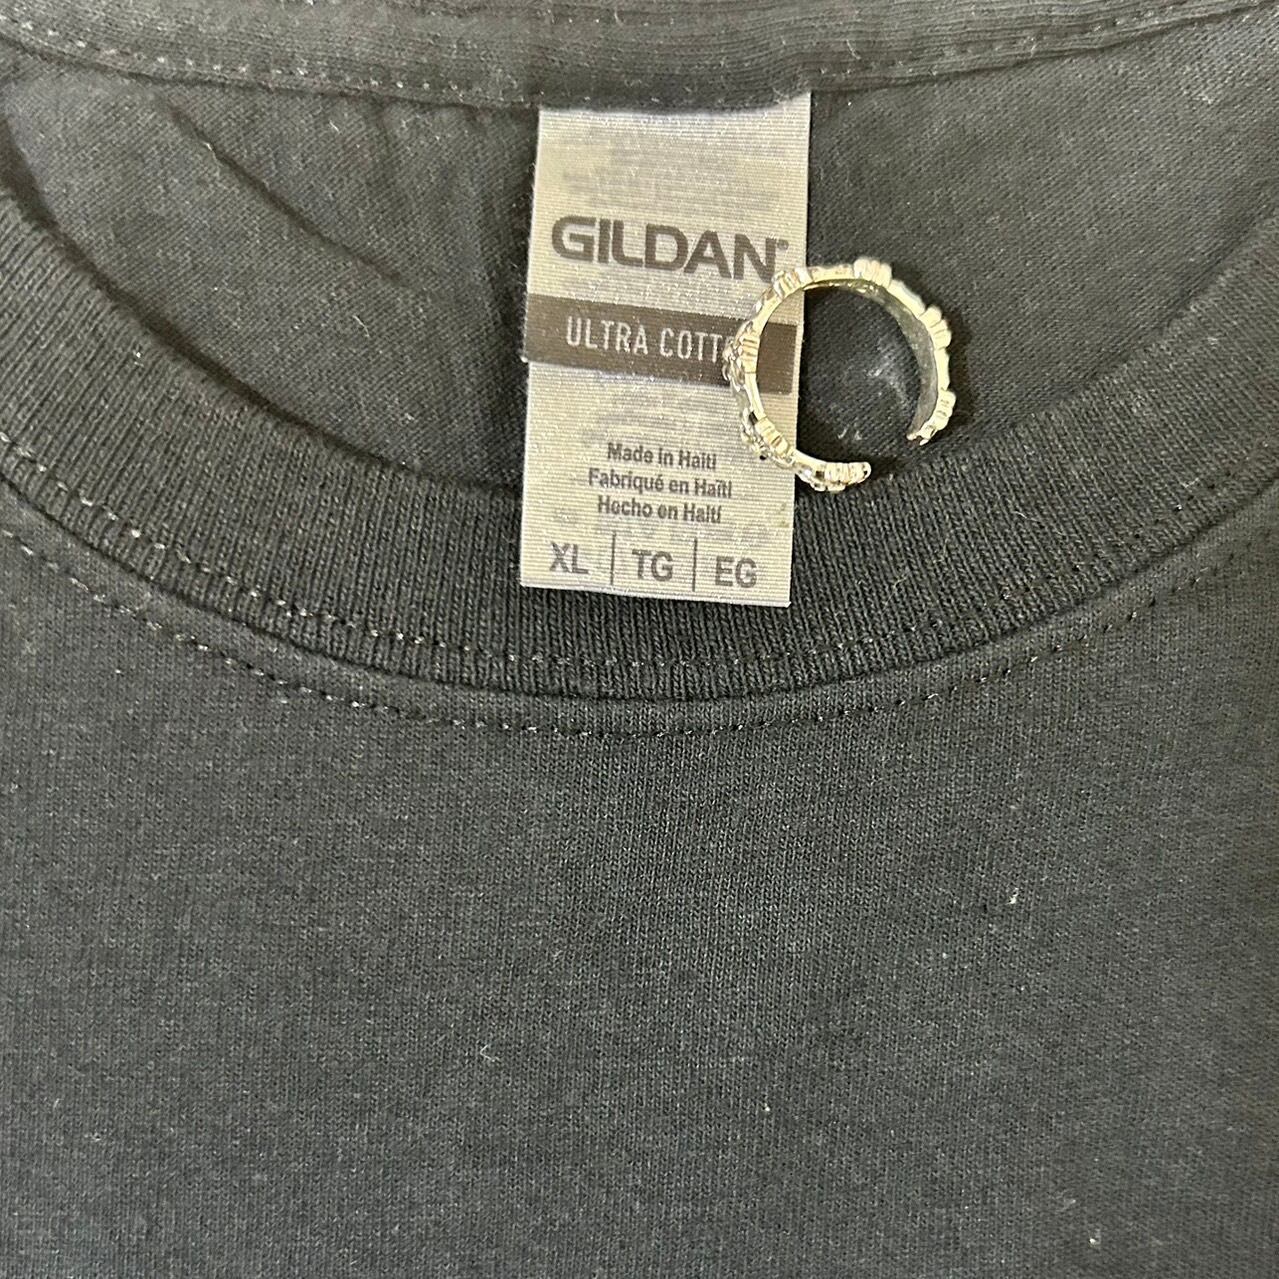 GILDAN
ULTRA COTT
Made in Haiti
Fabriqué en Haïti
Hecho en Haití
XL | TG | EG